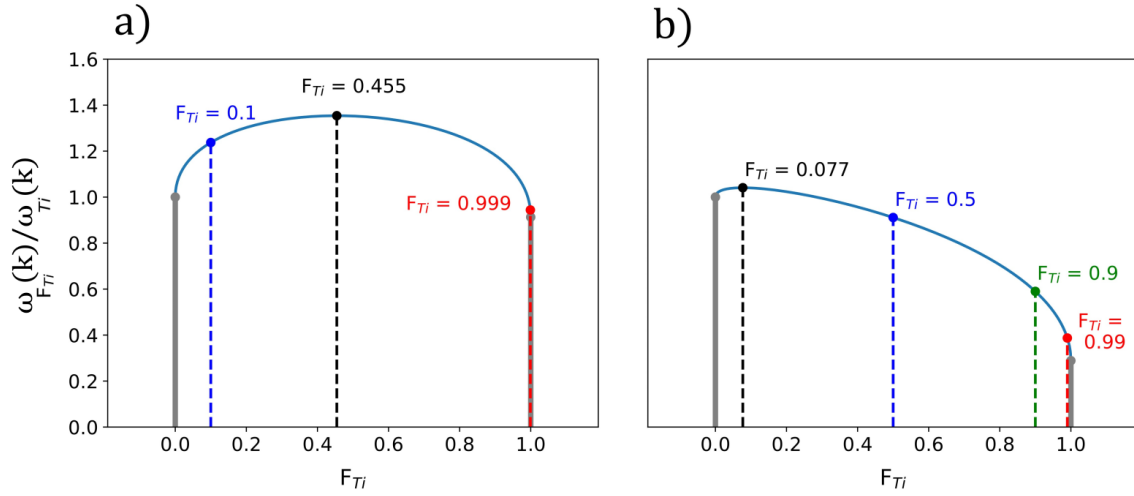 a)
b)
1.6
1.4
1.2
1.0
0.8
0.6
0.4
0.2
0.0
ω_{F_{Ti}}(k)/ω_{Ti}(k)
F_{Ti} = 0.455
F_{Ti} = 0.1
F_{Ti} = 0.999
0.0 0.2 0.4 0.6 0.8 1.0
F_{Ti}
F_{Ti} = 0.077
F_{Ti} = 0.5
F_{Ti} = 0.9
F_{Ti} =
0.99
0.0 0.2 0.4 0.6 0.8 1.0
F_{Ti}